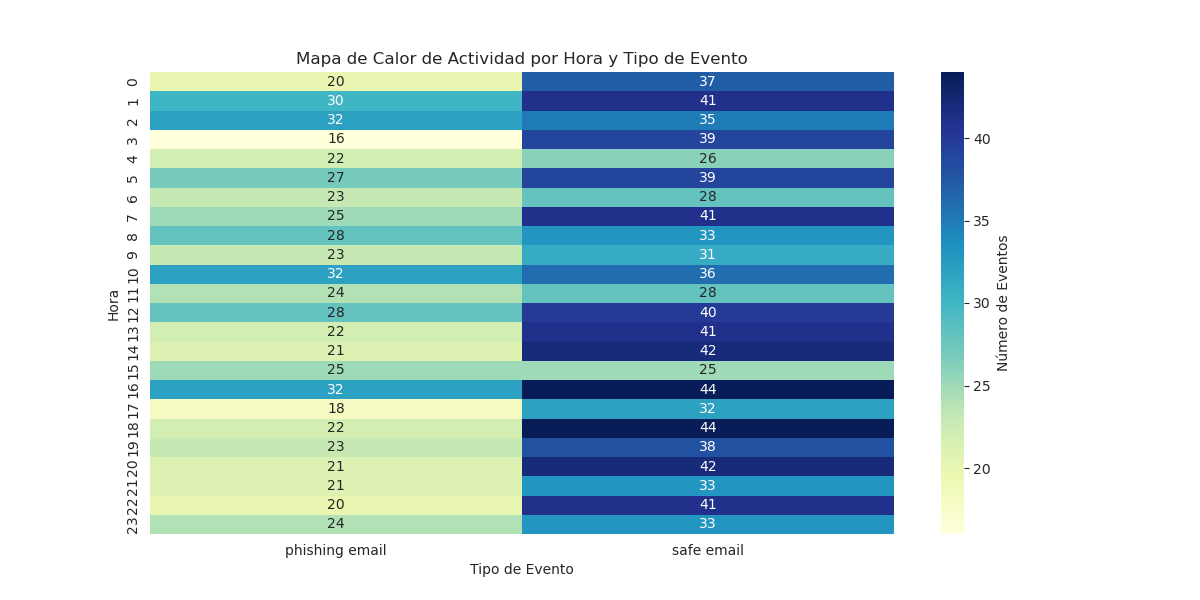 Mapa de Calor de Actividad por Hora y Tipo de Evento
0 20 37
1 30 41
2 32 35
3 16 39
4 22 26
5 27 39
6 23 28
7 25 41
8 28 33
9 23 31
10 32 36
11 24 28
12 28 40
13 22 41
14 21 42
15 25 25
16 32 44
17 18 32
18 22 44
19 23 38
20 21 42
21 21 33
22 20 41
23 24 33
Hora
phishing email safe email
Tipo de Evento
40
35
30
25
20
Número de Eventos